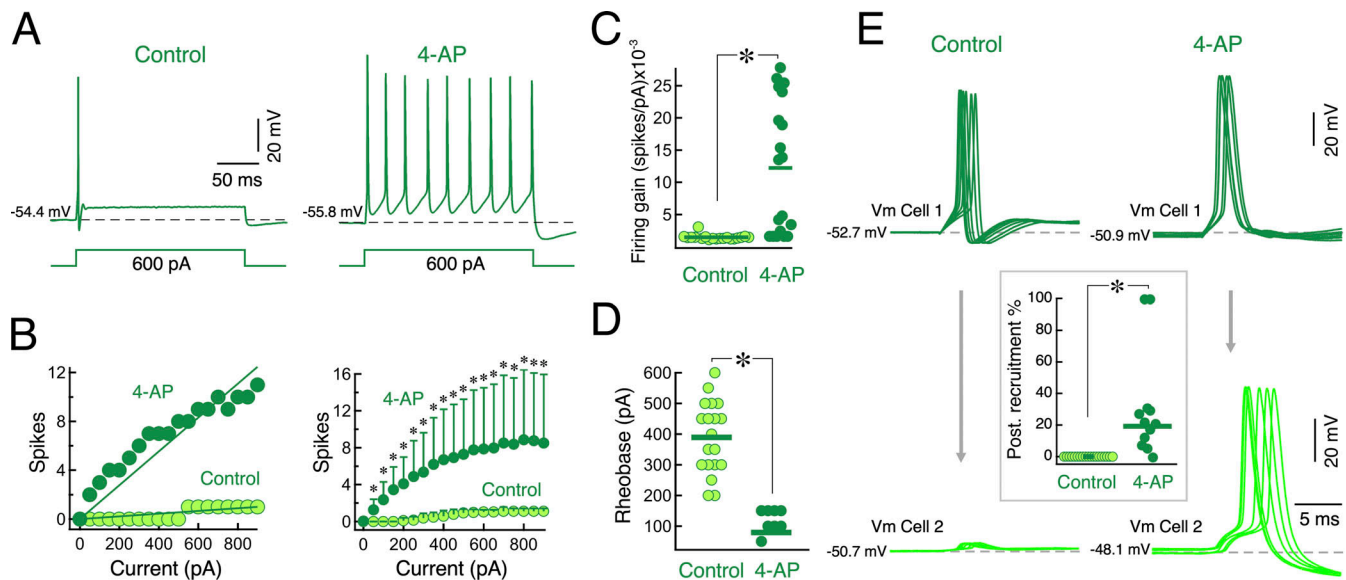 A
Control
4-AP
20 mV
50 ms
-54.4 mV
-55.8 mV
600 pA
600 pA
B
12
8
4
0
Spikes
4-AP
Control
0 200 400 600 800
Current (pA)
16
12
8
4
0
Spikes
* * * * * * * * * * * * * * * * * *
4-AP
Control
0 200 400 600 800
Current (pA)
C
Firing gain (spikes/pA)x10-3
25
20
15
10
5
*
Control 4-AP
D
Rheobase (pA)
600
500
400
300
200
100
*
Control 4-AP
E
Control
4-AP
20 mV
Vm Cell 1
-52.7 mV
Vm Cell 1
-50.9 mV
Post. recruitment %
100
80
60
40
20
0
*
Control 4-AP
20 mV
5 ms
Vm Cell 2
-50.7 mV
Vm Cell 2
-48.1 mV